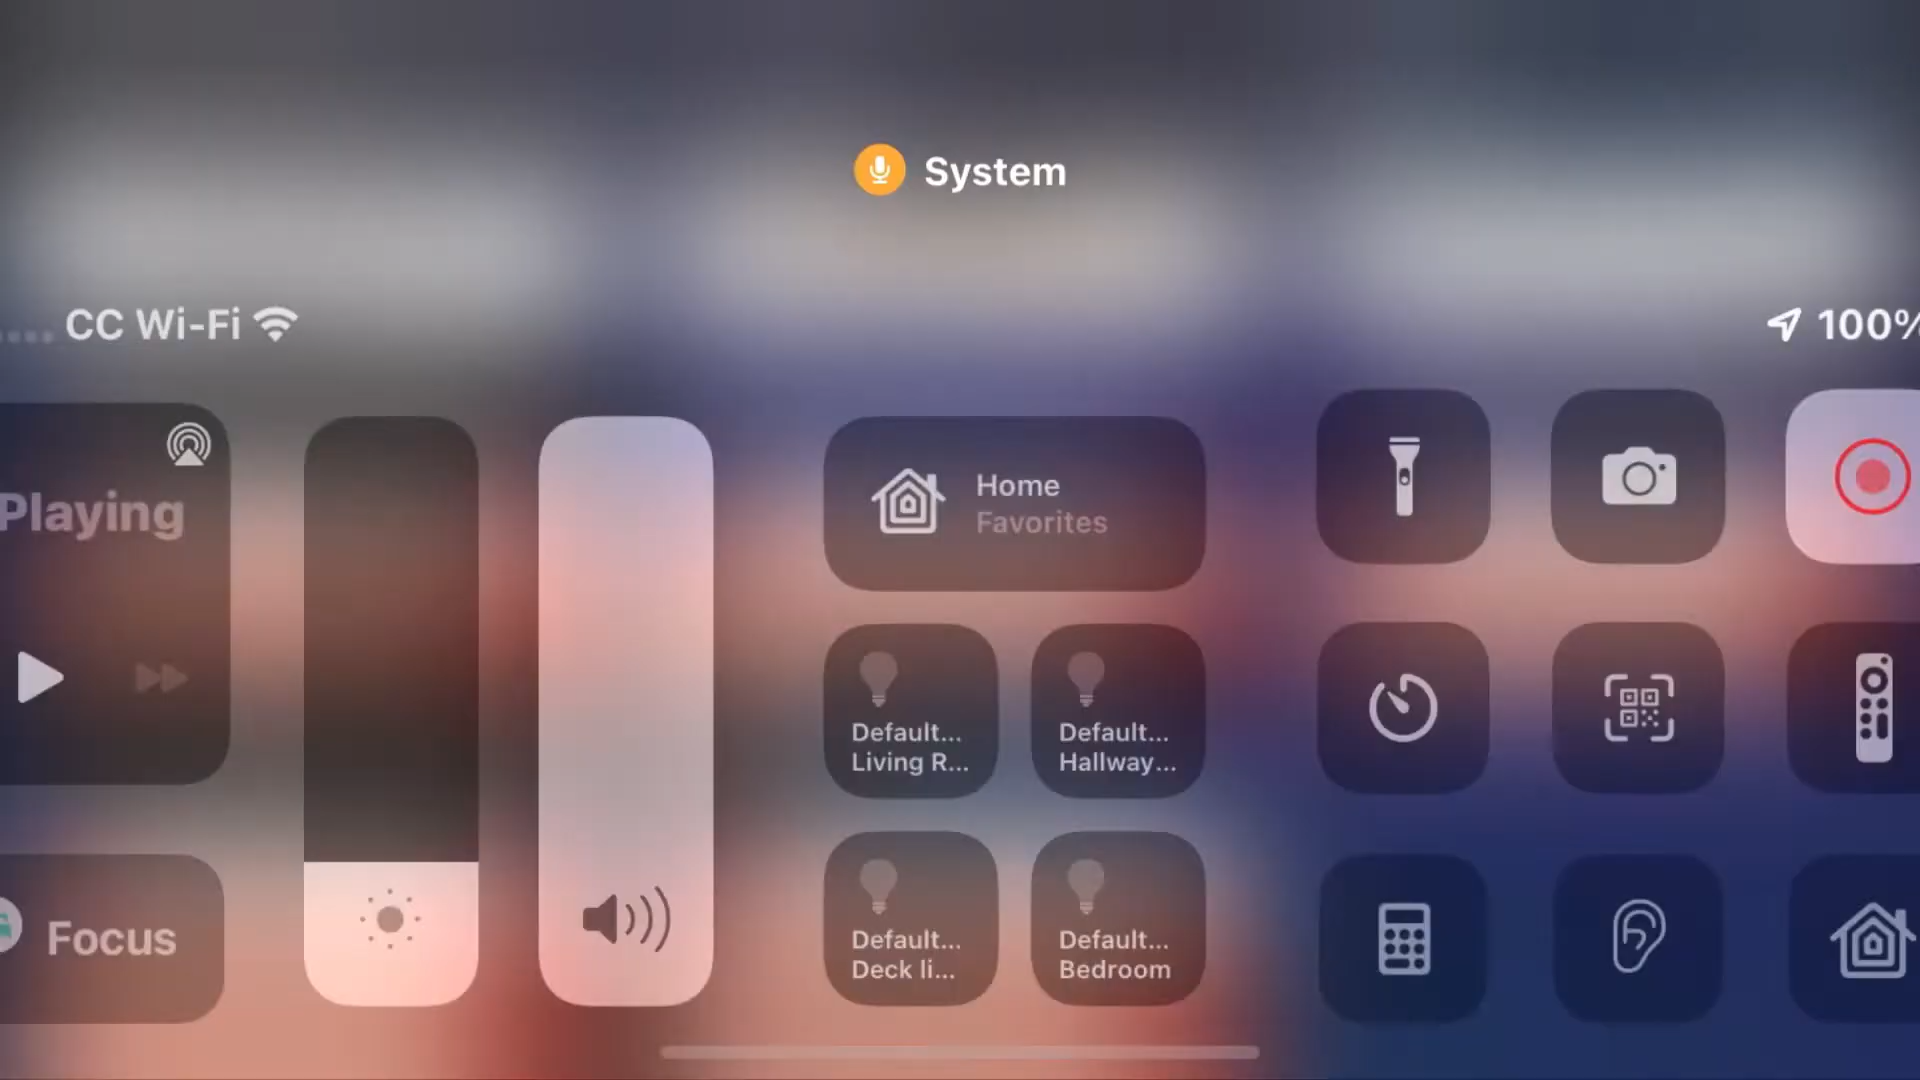 System
CC Wi-Fi
100%
Playing
Home
Favorites
Default...
Living R...
Default...
Hallway...
Focus
Default...
Deck li...
Default...
Bedroom